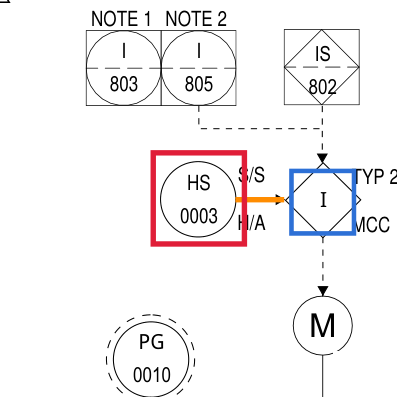 NOTE 1 NOTE 2
I I IS
803 805 802
S/S TYP 2
HS I
0003
H/A MCC
M
PG
0010